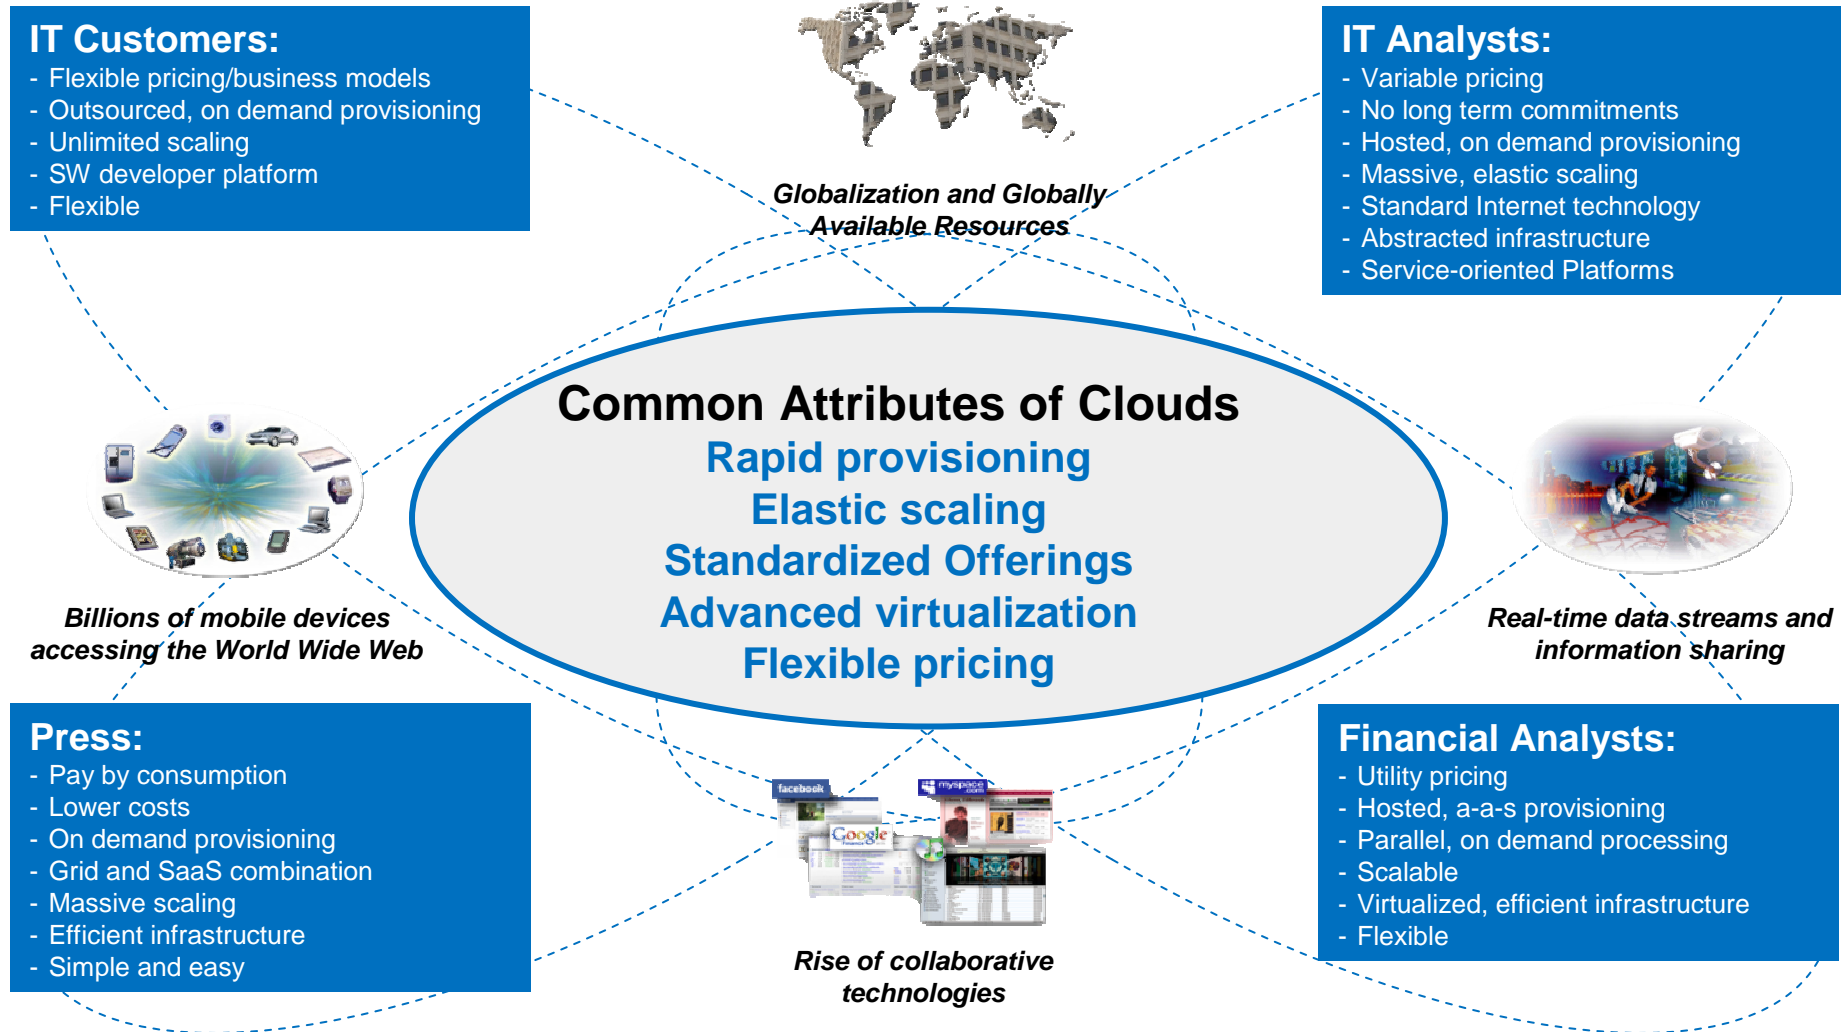 IT Customers:
- Flexible pricing/business models
- Outsourced, on demand provisioning
- Unlimited scaling
- SW developer platform
- Flexible
Globalization and Globally
Available Resources
IT Analysts:
- Variable pricing
- No long term commitments
- Hosted, on demand provisioning
- Massive, elastic scaling
- Standard Internet technology
- Abstracted infrastructure
- Service-oriented Platforms
Common Attributes of Clouds
Rapid provisioning
Elastic scaling
Standardized Offerings
Advanced virtualization
Flexible pricing
Billions of mobile devices
accessing the World Wide Web
Real-time data streams and
information sharing
Press:
- Pay by consumption
- Lower costs
- On demand provisioning
- Grid and SaaS combination
- Massive scaling
- Efficient infrastructure
- Simple and easy
facebook
myspace
.com
Google
Finance
Rise of collaborative
technologies
Financial Analysts:
- Utility pricing
- Hosted, a-a-s provisioning
- Parallel, on demand processing
- Scalable
- Virtualized, efficient infrastructure
- Flexible